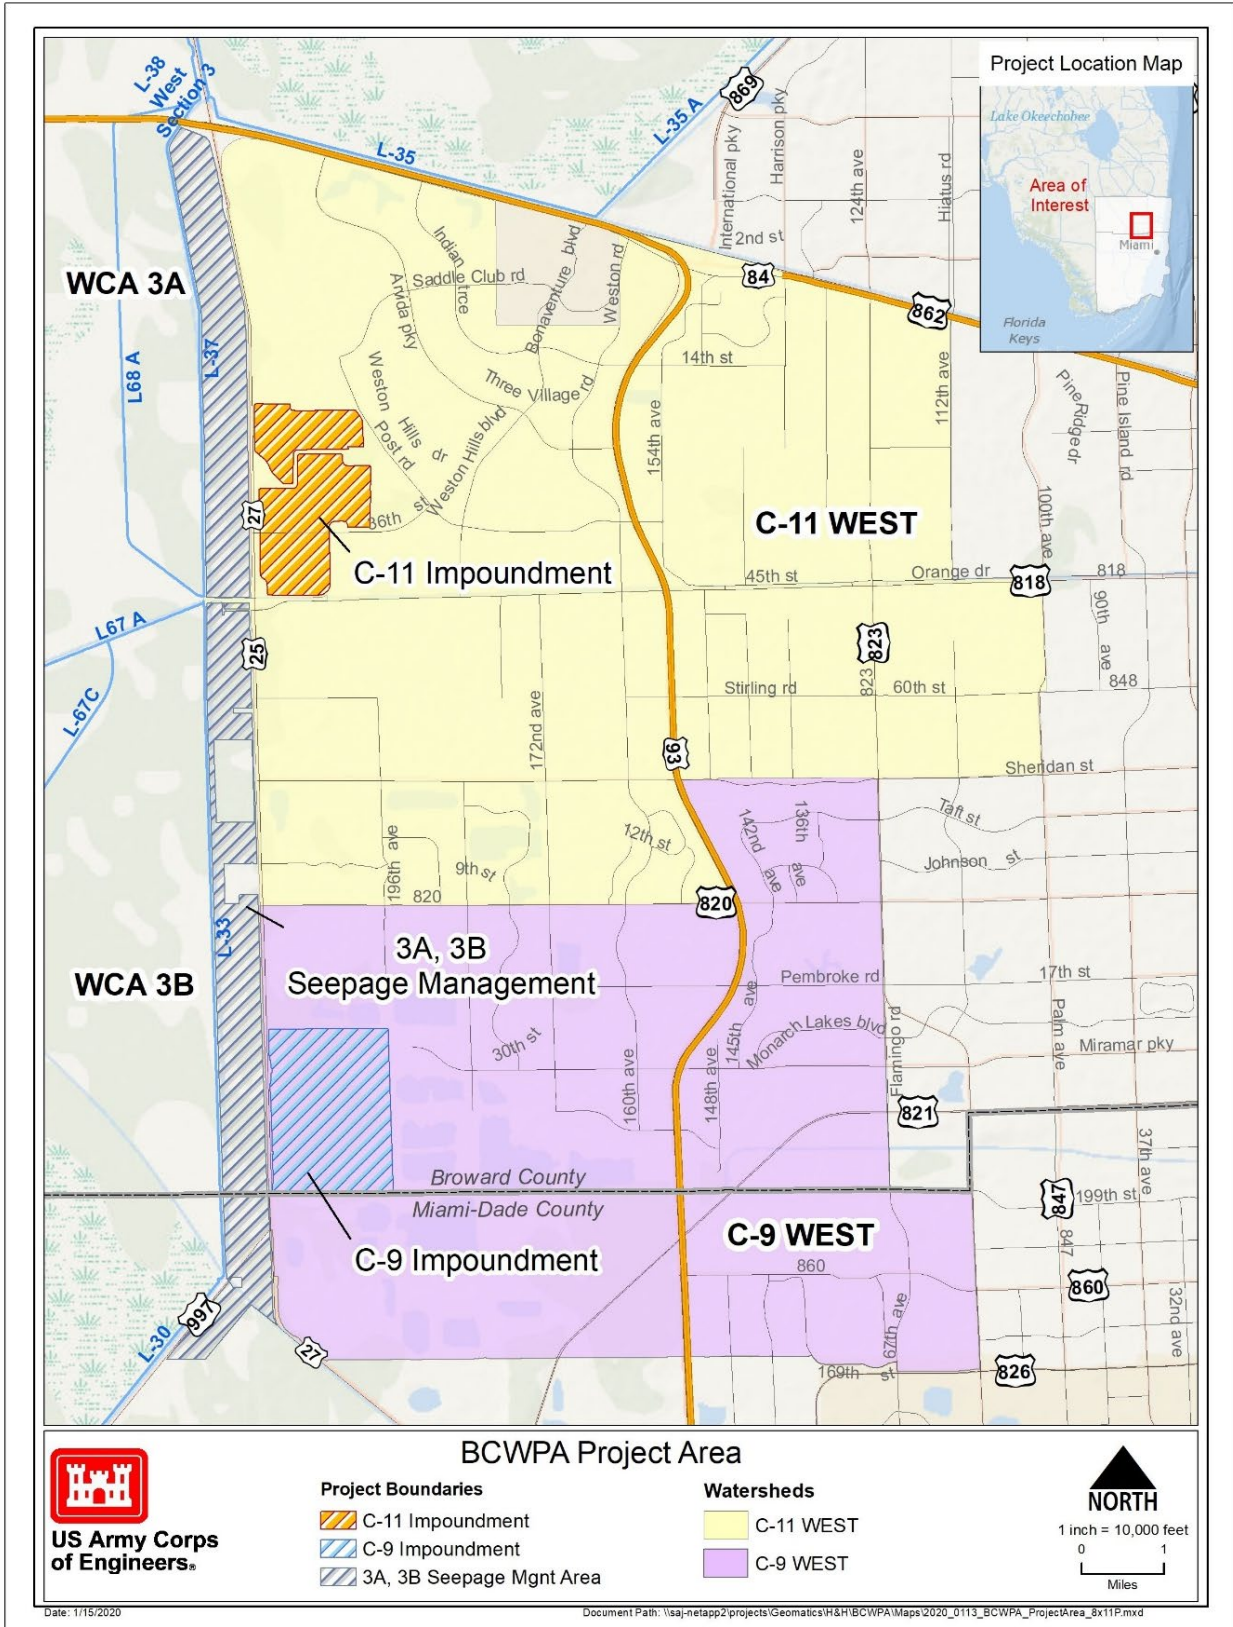 Project Location Map
Lake Okeechobee
Area of
Interest
Miami
Florida
Keys
L-38
West
Section 3
L-35
L-35 A
869
International pky
Harrison pky
124th ave
Hiatus rd
2nd st
84
862
WCA 3A
L68 A
L-37
Indian trce
Saddle Club rd
Arvida pky
Bonaventure blvd
Weston rd
14th st
Three Village rd
Weston
Hills
dr
Post rd
Weston Hills blvd
154th ave
112th ave
Pine Ridge dr
Pine Island rd
100th ave
27
36th st
C-11 WEST
C-11 Impoundment
45th st
Orange dr
818
818
L67 A
L-67C
25
823
823
90th ave
Stirling rd
60th st
848
172nd ave
93
Sheridan st
196th ave
9th st
12th st
142nd ave
136th ave
Taft st
Johnson st
820
820
L-33
3A, 3B
Seepage Management
WCA 3B
Pembroke rd
17th st
145th ave
Monarch Lakes blvd
Flamingo rd
Palm ave
Miramar pky
30th st
160th ave
148th ave
821
37th ave
Broward County
Miami-Dade County
847
199th st
C-9 WEST
C-9 Impoundment
860
847
860
67th ave
32nd ave
997
L-30
27
169th st
826
BCWPA Project Area
US Army Corps
of Engineers®
Project Boundaries
C-11 Impoundment
C-9 Impoundment
3A, 3B Seepage Mgnt Area
Watersheds
C-11 WEST
C-9 WEST
NORTH
1 inch = 10,000 feet
0 1
Miles
Date: 1/15/2020
Document Path: \\saj-netapp2\projects\Geomatics\H&H\BCWPA\Maps\2020_0113_BCWPA_ProjectArea_8x11P.mxd